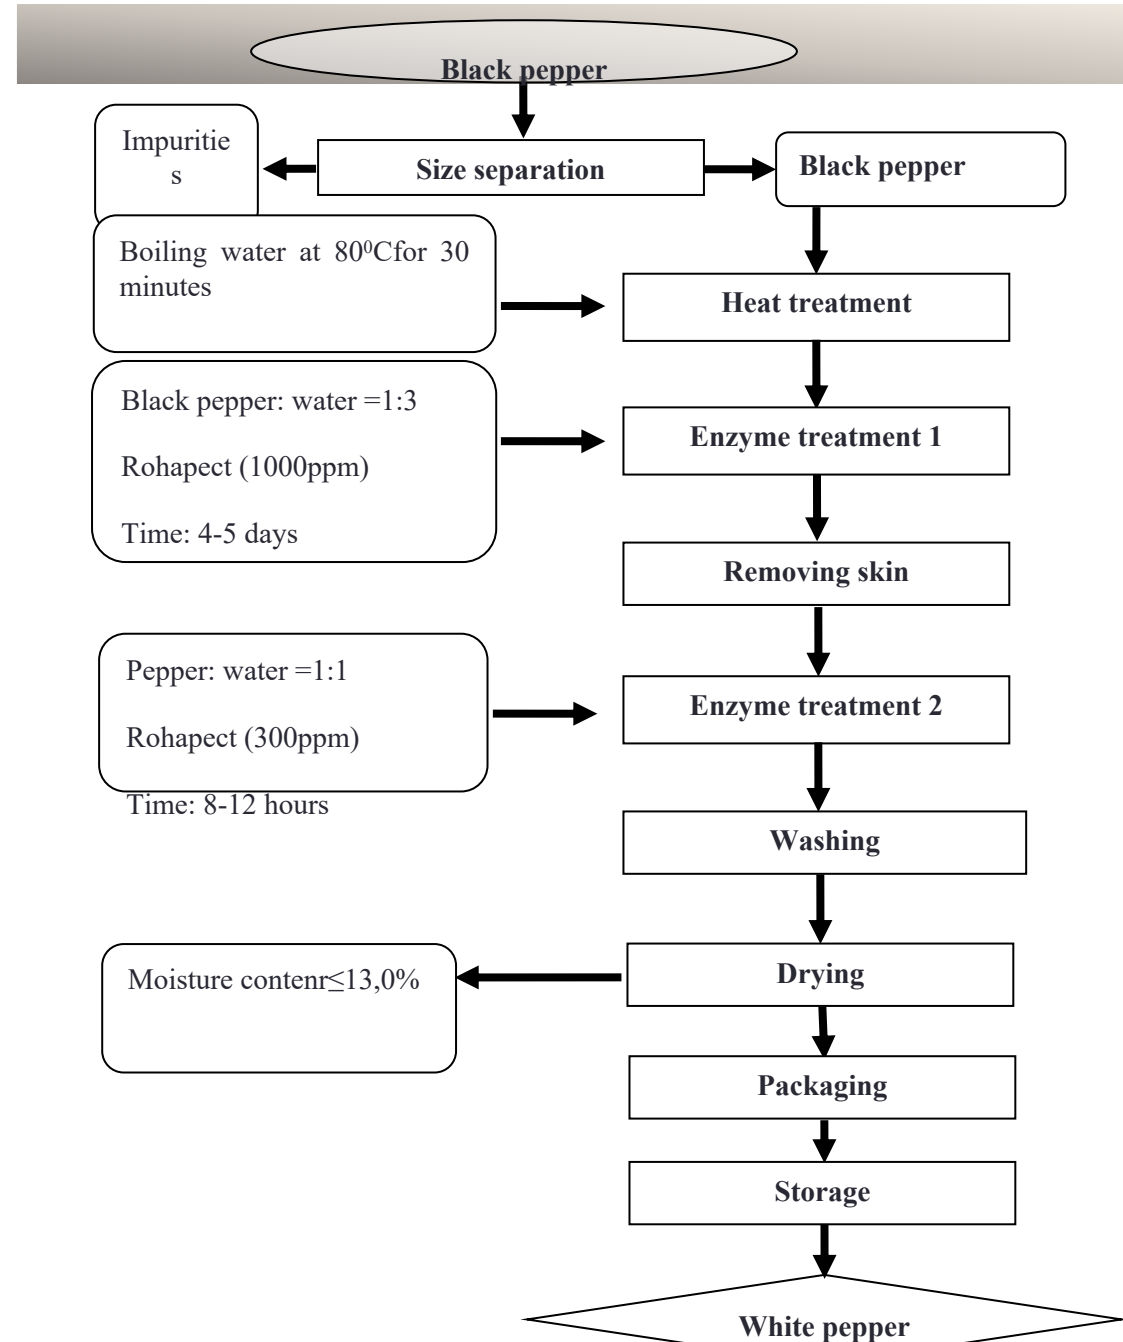 Black pepper
Impuritie
s
Size separation
Black pepper
Boiling water at 80⁰Cfor 30
minutes
Heat treatment
Black pepper: water =1:3
Rohapect (1000ppm)
Time: 4-5 days
Enzyme treatment 1
Removing skin
Pepper: water =1:1
Rohapect (300ppm)
Time: 8-12 hours
Enzyme treatment 2
Washing
Moisture contenr≤13,0%
Drying
Packaging
Storage
White pepper